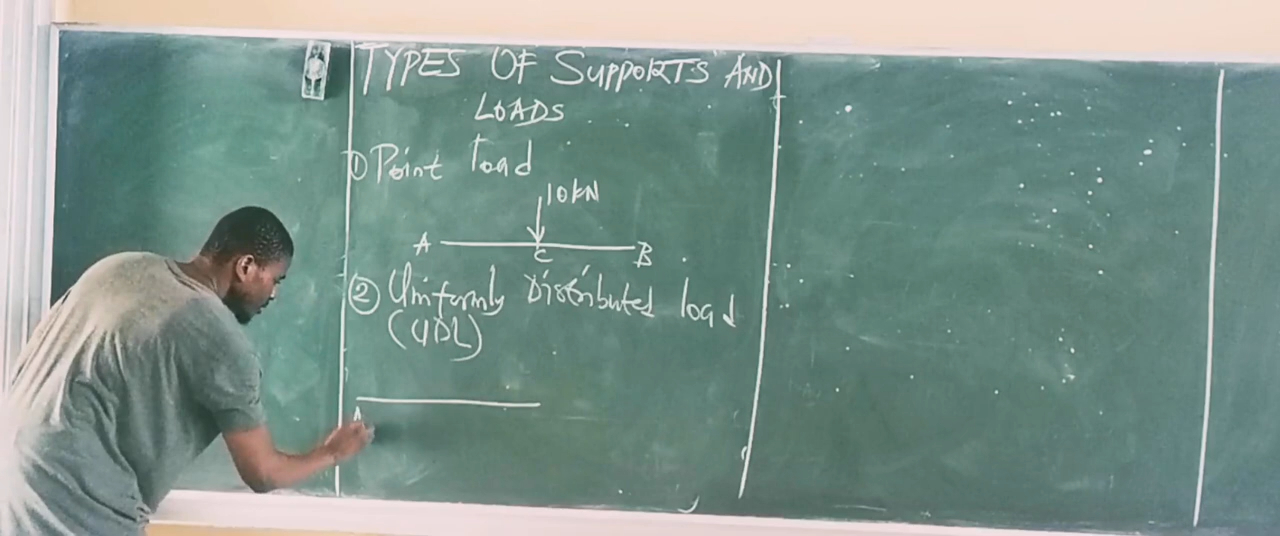 TYPES OF SUPPORTS AND
LOADS
1) Point load
10kN
A C B
② Uniformly Distributed load
(UDL)
A